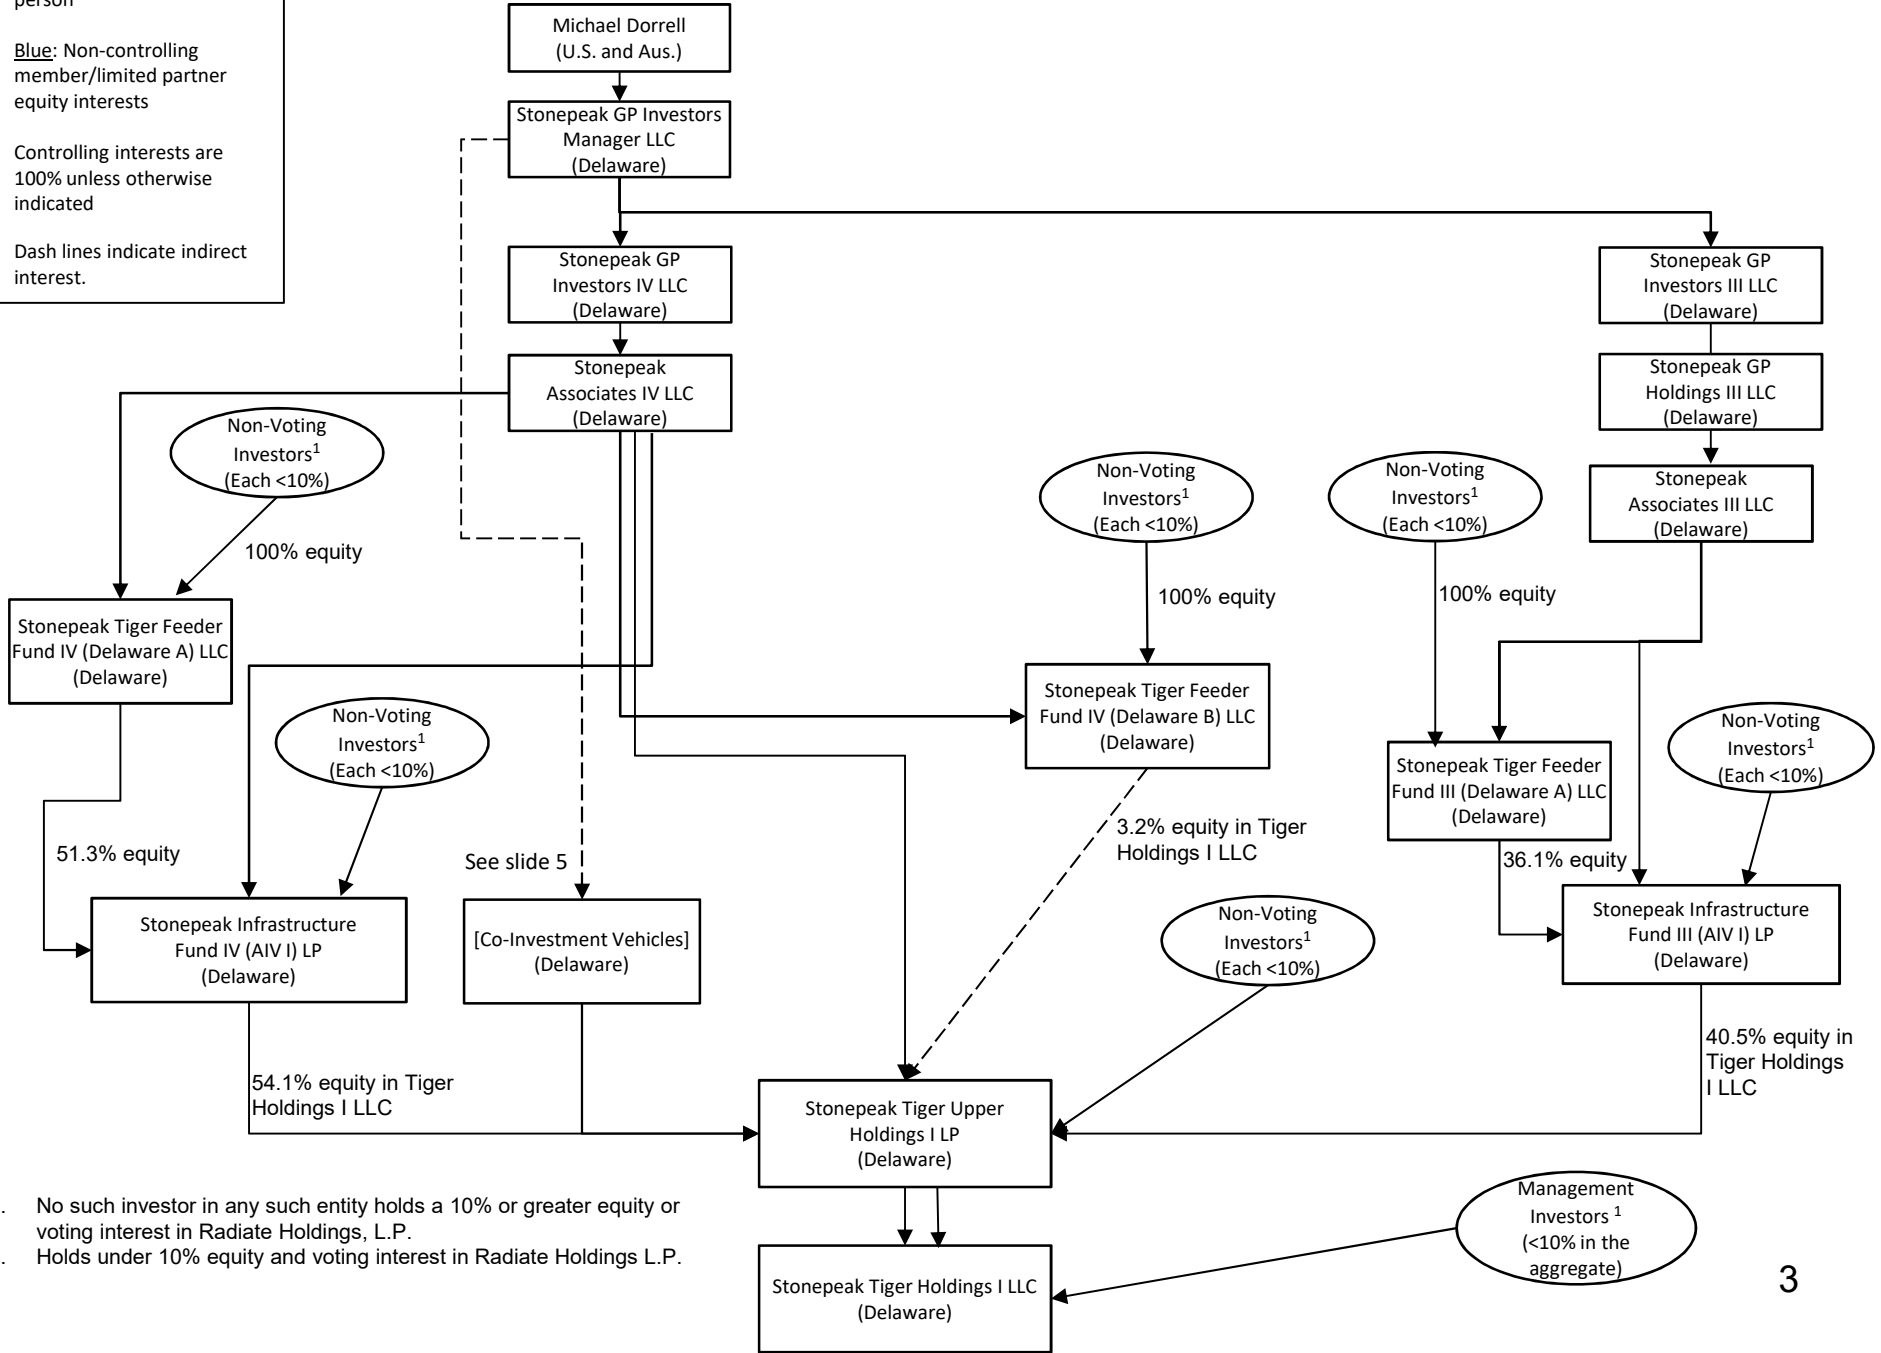 person
Blue: Non-controlling
member/limited partner
equity interests
Controlling interests are
100% unless otherwise
indicated
Dash lines indicate indirect
interest.
Michael Dorrell
(U.S. and Aus.)
Stonepeak GP Investors
Manager LLC
(Delaware)
Stonepeak GP
Investors IV LLC
(Delaware)
Stonepeak GP
Investors III LLC
(Delaware)
Stonepeak
Associates IV LLC
(Delaware)
Stonepeak GP
Holdings III LLC
(Delaware)
Non-Voting
Investors1
(Each <10%)
Non-Voting
Investors1
(Each <10%)
Non-Voting
Investors1
(Each <10%)
Stonepeak
Associates III LLC
(Delaware)
100% equity
100% equity
100% equity
Stonepeak Tiger Feeder
Fund IV (Delaware A) LLC
(Delaware)
Stonepeak Tiger Feeder
Fund IV (Delaware B) LLC
(Delaware)
Non-Voting
Investors1
(Each <10%)
Non-Voting
Investors1
(Each <10%)
Stonepeak Tiger Feeder
Fund III (Delaware A) LLC
(Delaware)
51.3% equity
See slide 5
3.2% equity in Tiger
Holdings I LLC
36.1% equity
Stonepeak Infrastructure
Fund IV (AIV I) LP
(Delaware)
[Co-Investment Vehicles]
(Delaware)
Non-Voting
Investors1
(Each <10%)
Stonepeak Infrastructure
Fund III (AIV I) LP
(Delaware)
54.1% equity in Tiger
Holdings I LLC
40.5% equity in
Tiger Holdings
I LLC
Stonepeak Tiger Upper
Holdings I LP
(Delaware)
. No such investor in any such entity holds a 10% or greater equity or
voting interest in Radiate Holdings, L.P.
. Holds under 10% equity and voting interest in Radiate Holdings L.P.
Management
Investors 1
(<10% in the
aggregate)
Stonepeak Tiger Holdings I LLC
(Delaware)
3